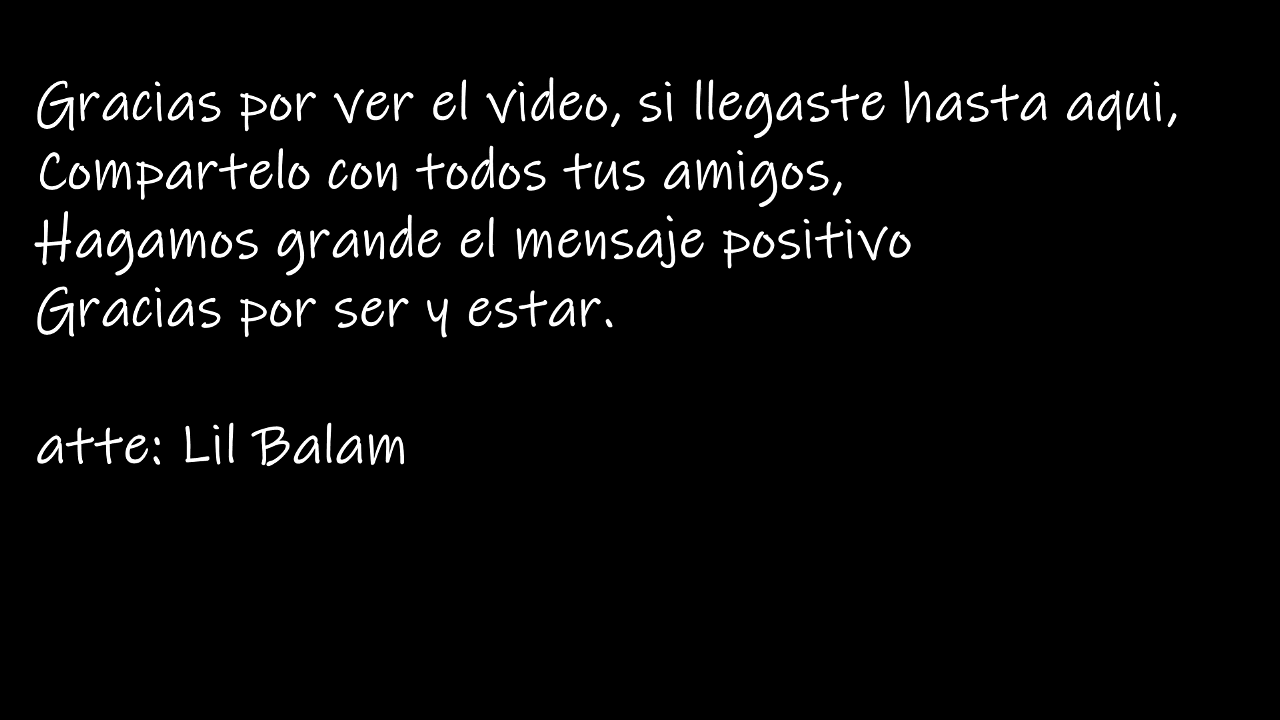 Gracias por ver el video, si llegaste hasta aqui,
Compartelo con todos tus amigos,
Hagamos grande el mensaje positivo
Gracias por ser y estar.
atte: Lil Balam